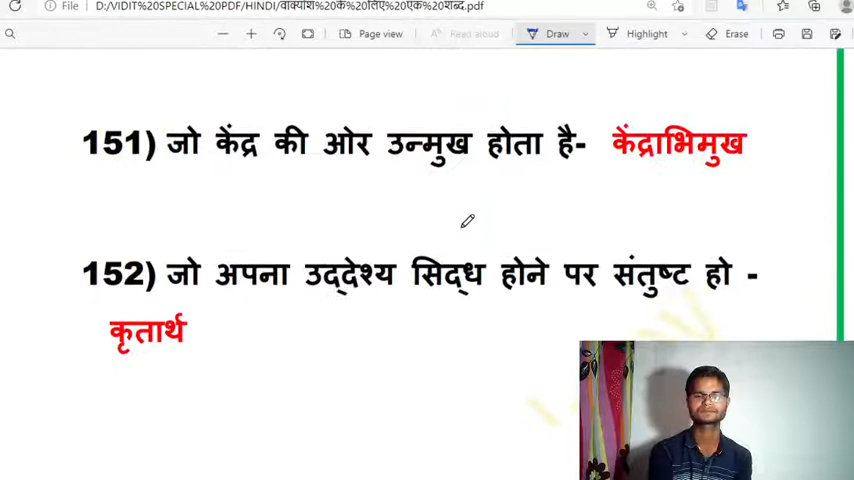 File
D:/VIDIT%20SPECIAL%20PDF/HINDI/वाक्यांश%20के%20लिए%20एक%20शब्द.pdf
Page view
Read aloud
Draw
Highlight
Erase
151) जो केंद्र की ओर उन्मुख होता है- केंद्राभिमुख
152) जो अपना उद्देश्य सिद्ध होने पर संतुष्ट हो -
कृतार्थ